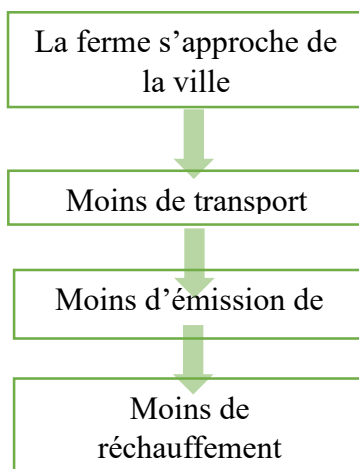 La ferme s’approche de
la ville
Moins de transport
Moins d’émission de
Moins de
réchauffement